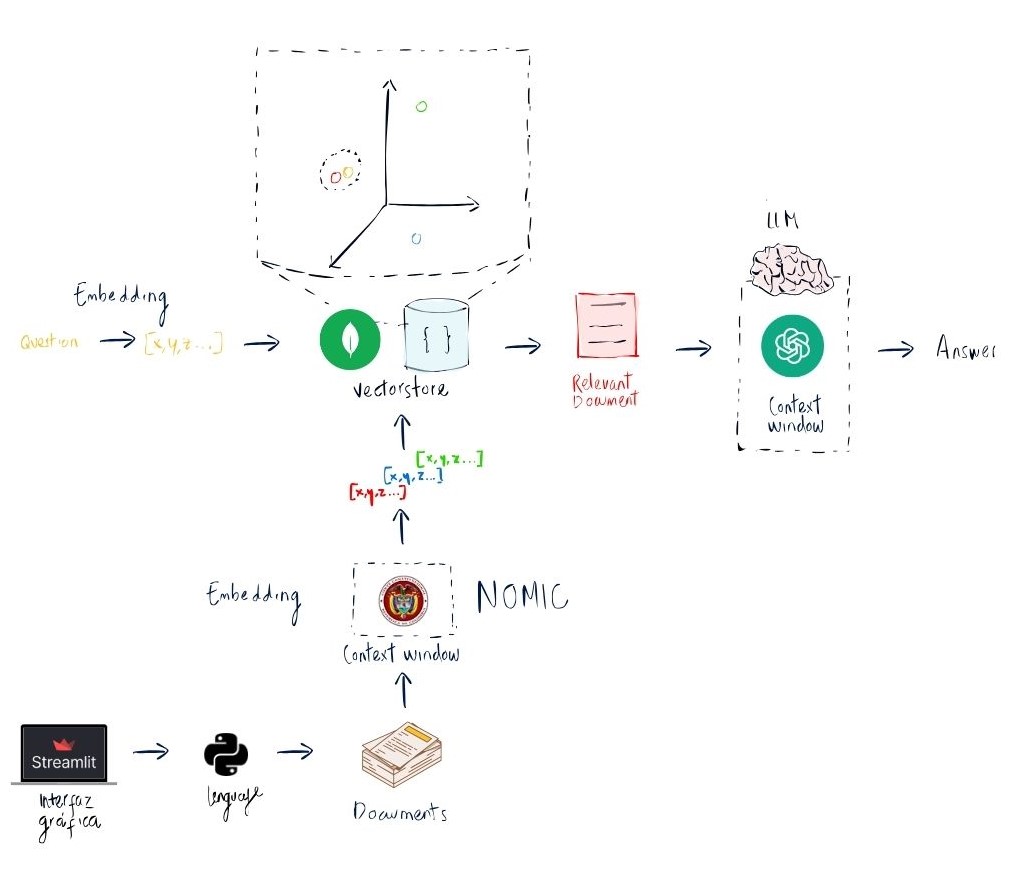 LLM
Embedding
Question
[x,y,z...]
{ }
vectorstore
Relevant
Document
Context
window
Answer
[x,y,z...]
[x,y,z...]
[x,y,z...]
Embedding
NOMIC
Context window
Streamlit
Interfaz
gráfica
lenguaje
Documents